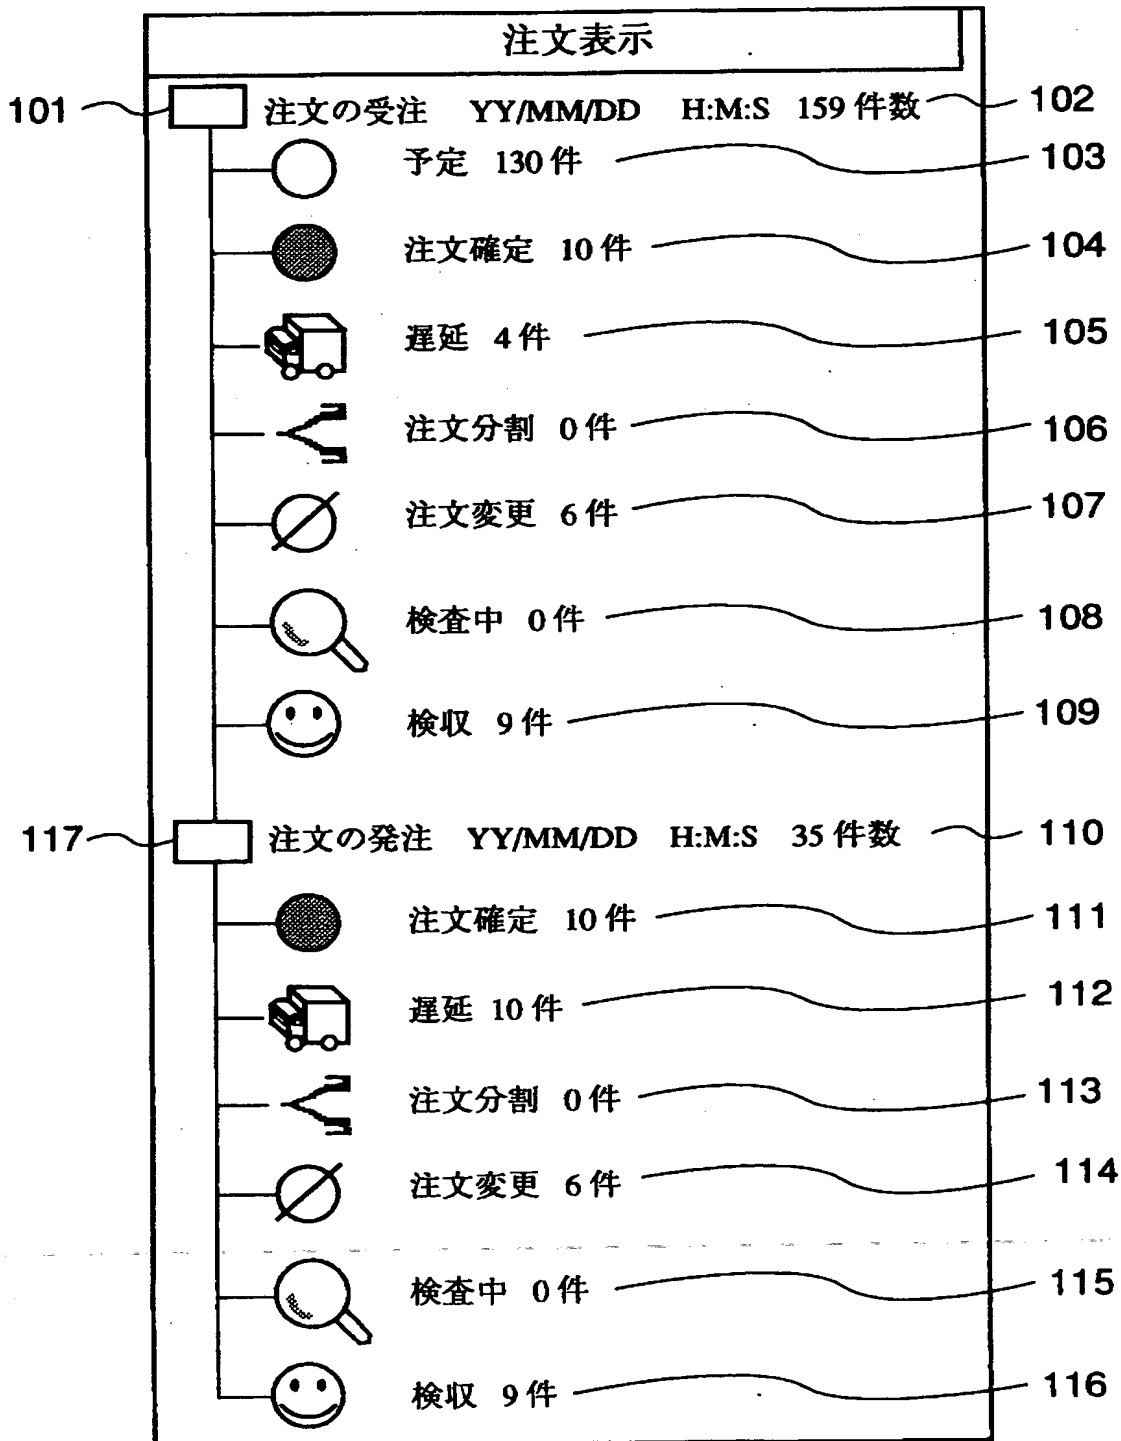 注文表示
101 注文の受注 YY/MM/DD H:M:S 159 件数 102
予定 130 件 103
注文確定 10 件 104
遅延 4 件 105
注文分割 0 件 106
注文変更 6 件 107
検査中 0 件 108
検収 9 件 109
117 注文の発注 YY/MM/DD H:M:S 35 件数 110
注文確定 10 件 111
遅延 10 件 112
注文分割 0 件 113
注文変更 6 件 114
検査中 0 件 115
検収 9 件 116